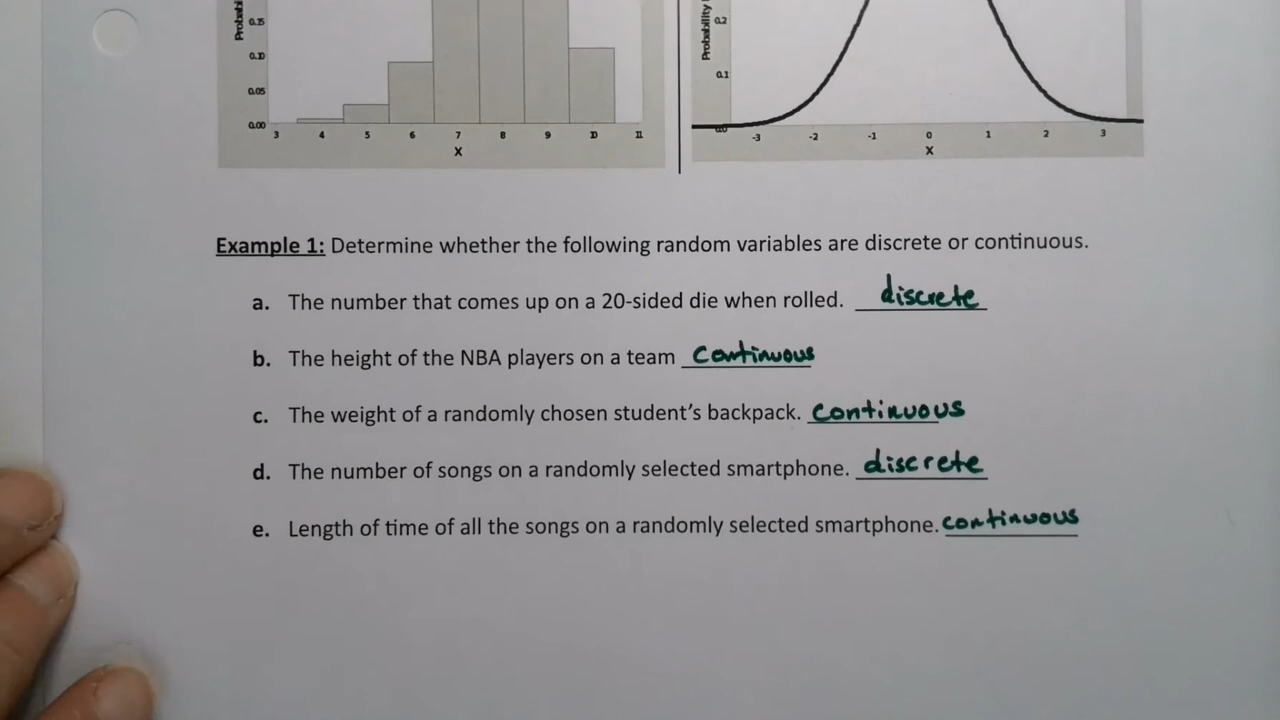 Probabi
0.15
0.10
0.05
0.00
3 4 5 6 7 8 9 10 11
X
Probability
0.2
0.1
0.0
-3 -2 -1 0 1 2 3
X
Example 1: Determine whether the following random variables are discrete or continuous.
a. The number that comes up on a 20-sided die when rolled. discrete
b. The height of the NBA players on a team continuous
c. The weight of a randomly chosen student's backpack. continuous
d. The number of songs on a randomly selected smartphone. discrete
e. Length of time of all the songs on a randomly selected smartphone. continuous